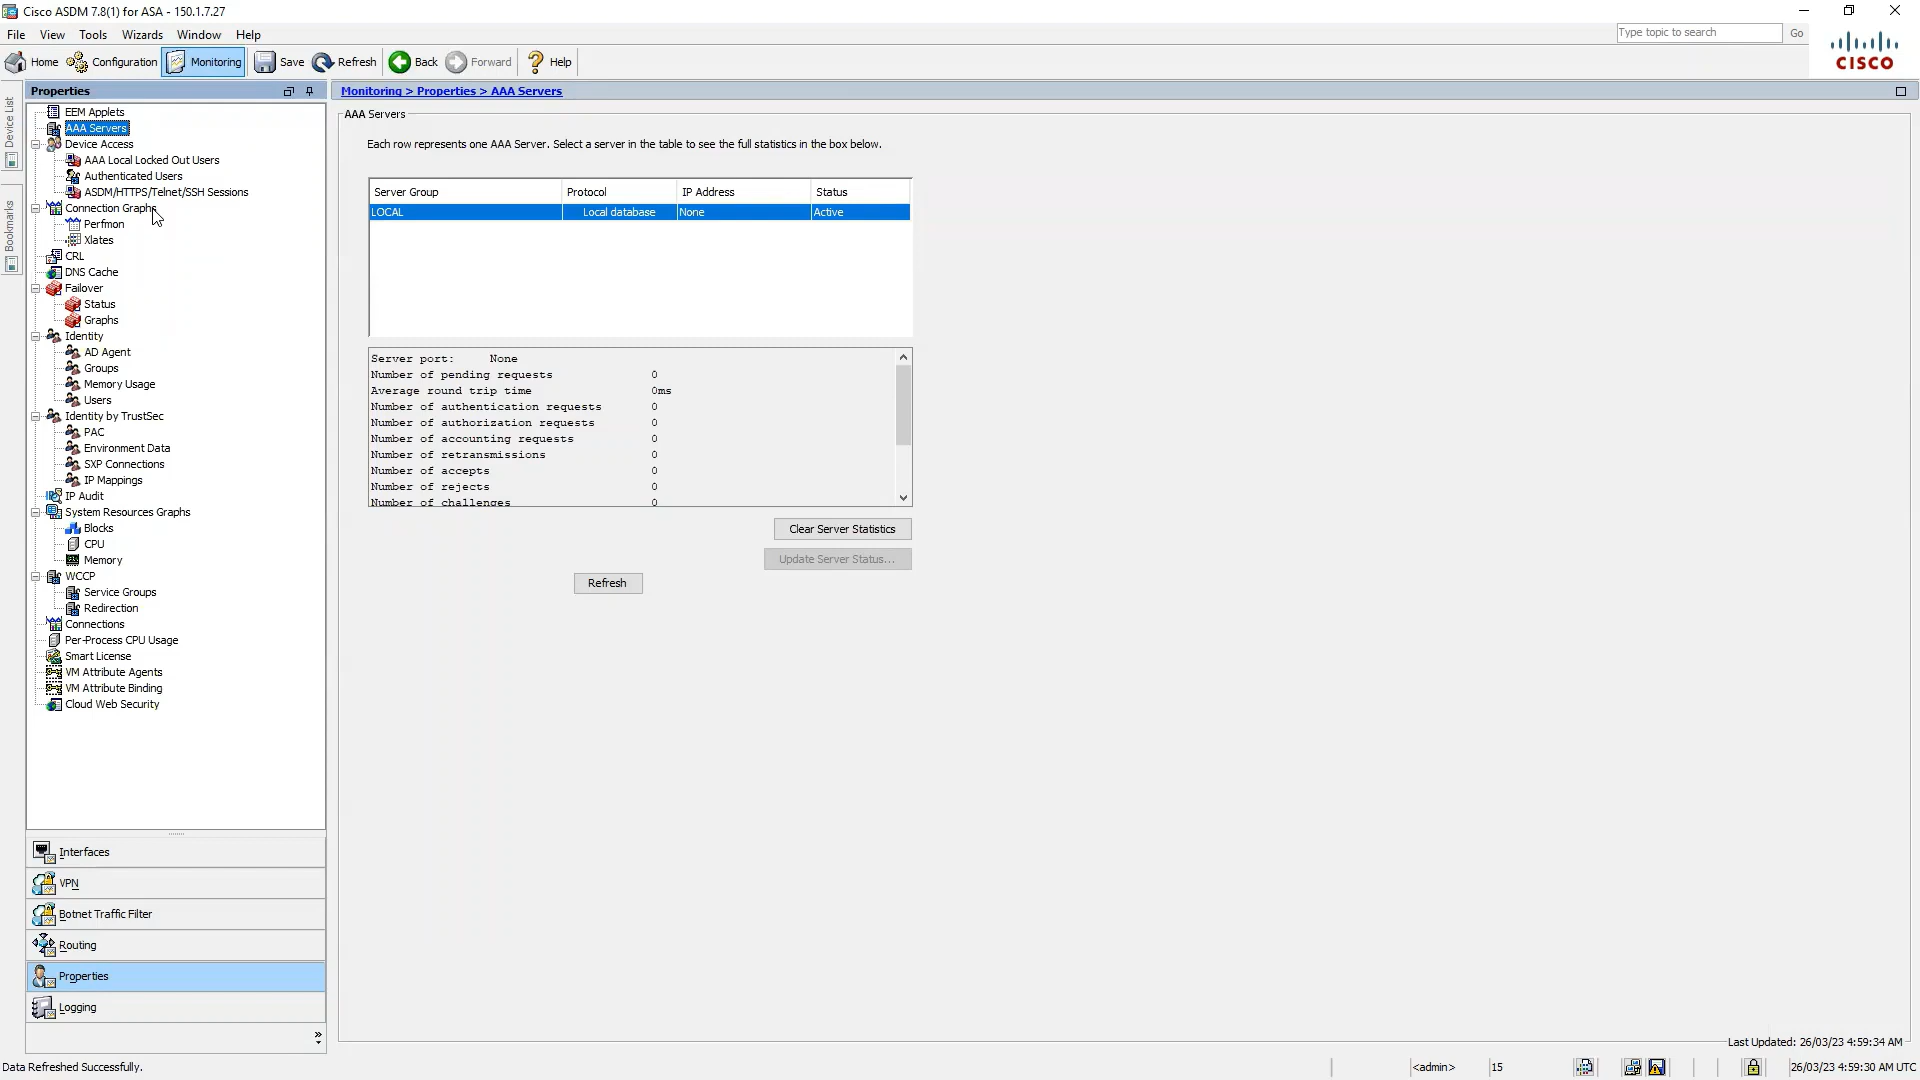 Cisco ASDM 7.8(1) for ASA - 150.1.7.27
File View Tools Wizards Window Help
Type topic to search Go
Home Configuration Monitoring Save Refresh Back Forward Help
CISCO
Device List
Bookmarks
Properties
EEM Applets
AAA Servers
Device Access
AAA Local Locked Out Users
Authenticated Users
ASDM/HTTPS/Telnet/SSH Sessions
Connection Graphs
Perfmon
Xlates
CRL
DNS Cache
Failover
Status
Graphs
Identity
AD Agent
Groups
Memory Usage
Users
Identity by TrustSec
PAC
Environment Data
SXP Connections
IP Mappings
IP Audit
System Resources Graphs
Blocks
CPU
Memory
WCCP
Service Groups
Redirection
Connections
Per-Process CPU Usage
Smart License
VM Attribute Agents
VM Attribute Binding
Cloud Web Security
Interfaces
VPN
Botnet Traffic Filter
Routing
Properties
Logging
Monitoring > Properties > AAA Servers
AAA Servers
Each row represents one AAA Server. Select a server in the table to see the full statistics in the box below.
Server Group Protocol IP Address Status
LOCAL Local database None Active
Server port: None
Number of pending requests 0
Average round trip time 0ms
Number of authentication requests 0
Number of authorization requests 0
Number of accounting requests 0
Number of retransmissions 0
Number of accepts 0
Number of rejects 0
Number of challenges 0
Clear Server Statistics
Update Server Status...
Refresh
Last Updated: 26/03/23 4:59:34 AM
Data Refreshed Successfully. <admin> 15 26/03/23 4:59:30 AM UTC